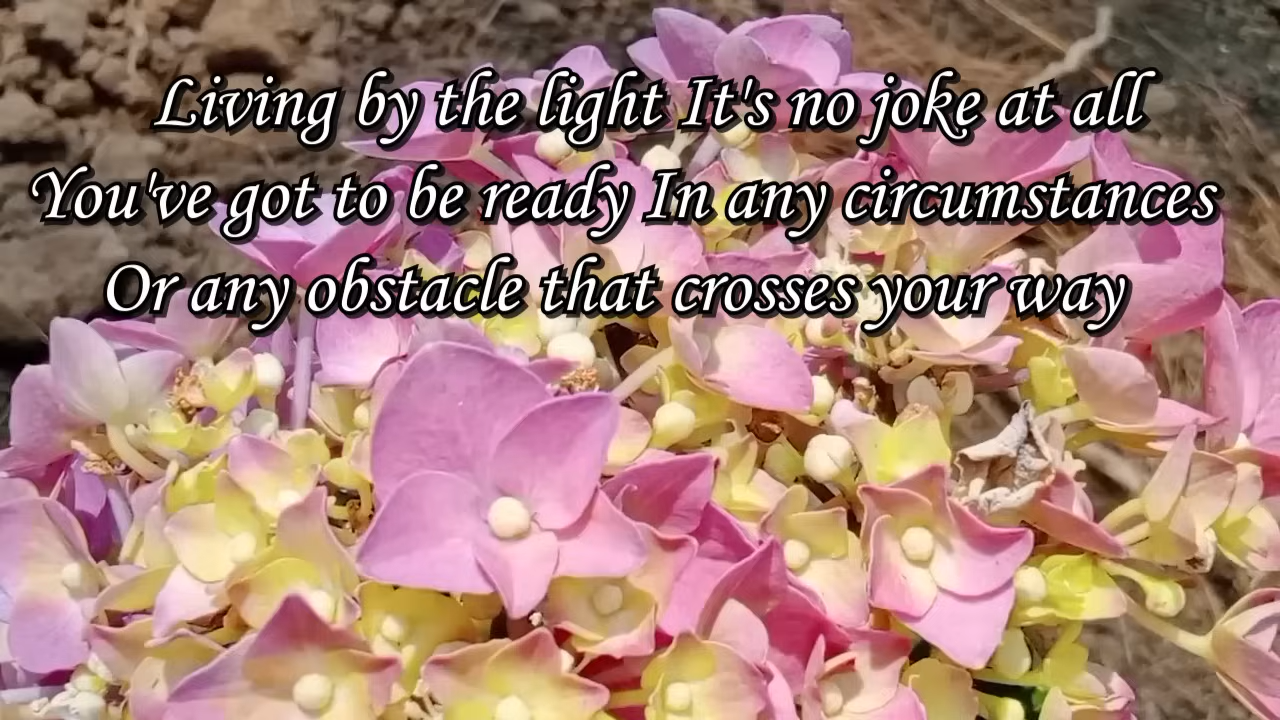 Living by the light It's no joke at all
You've got to be ready In any circumstances
Or any obstacle that crosses your way